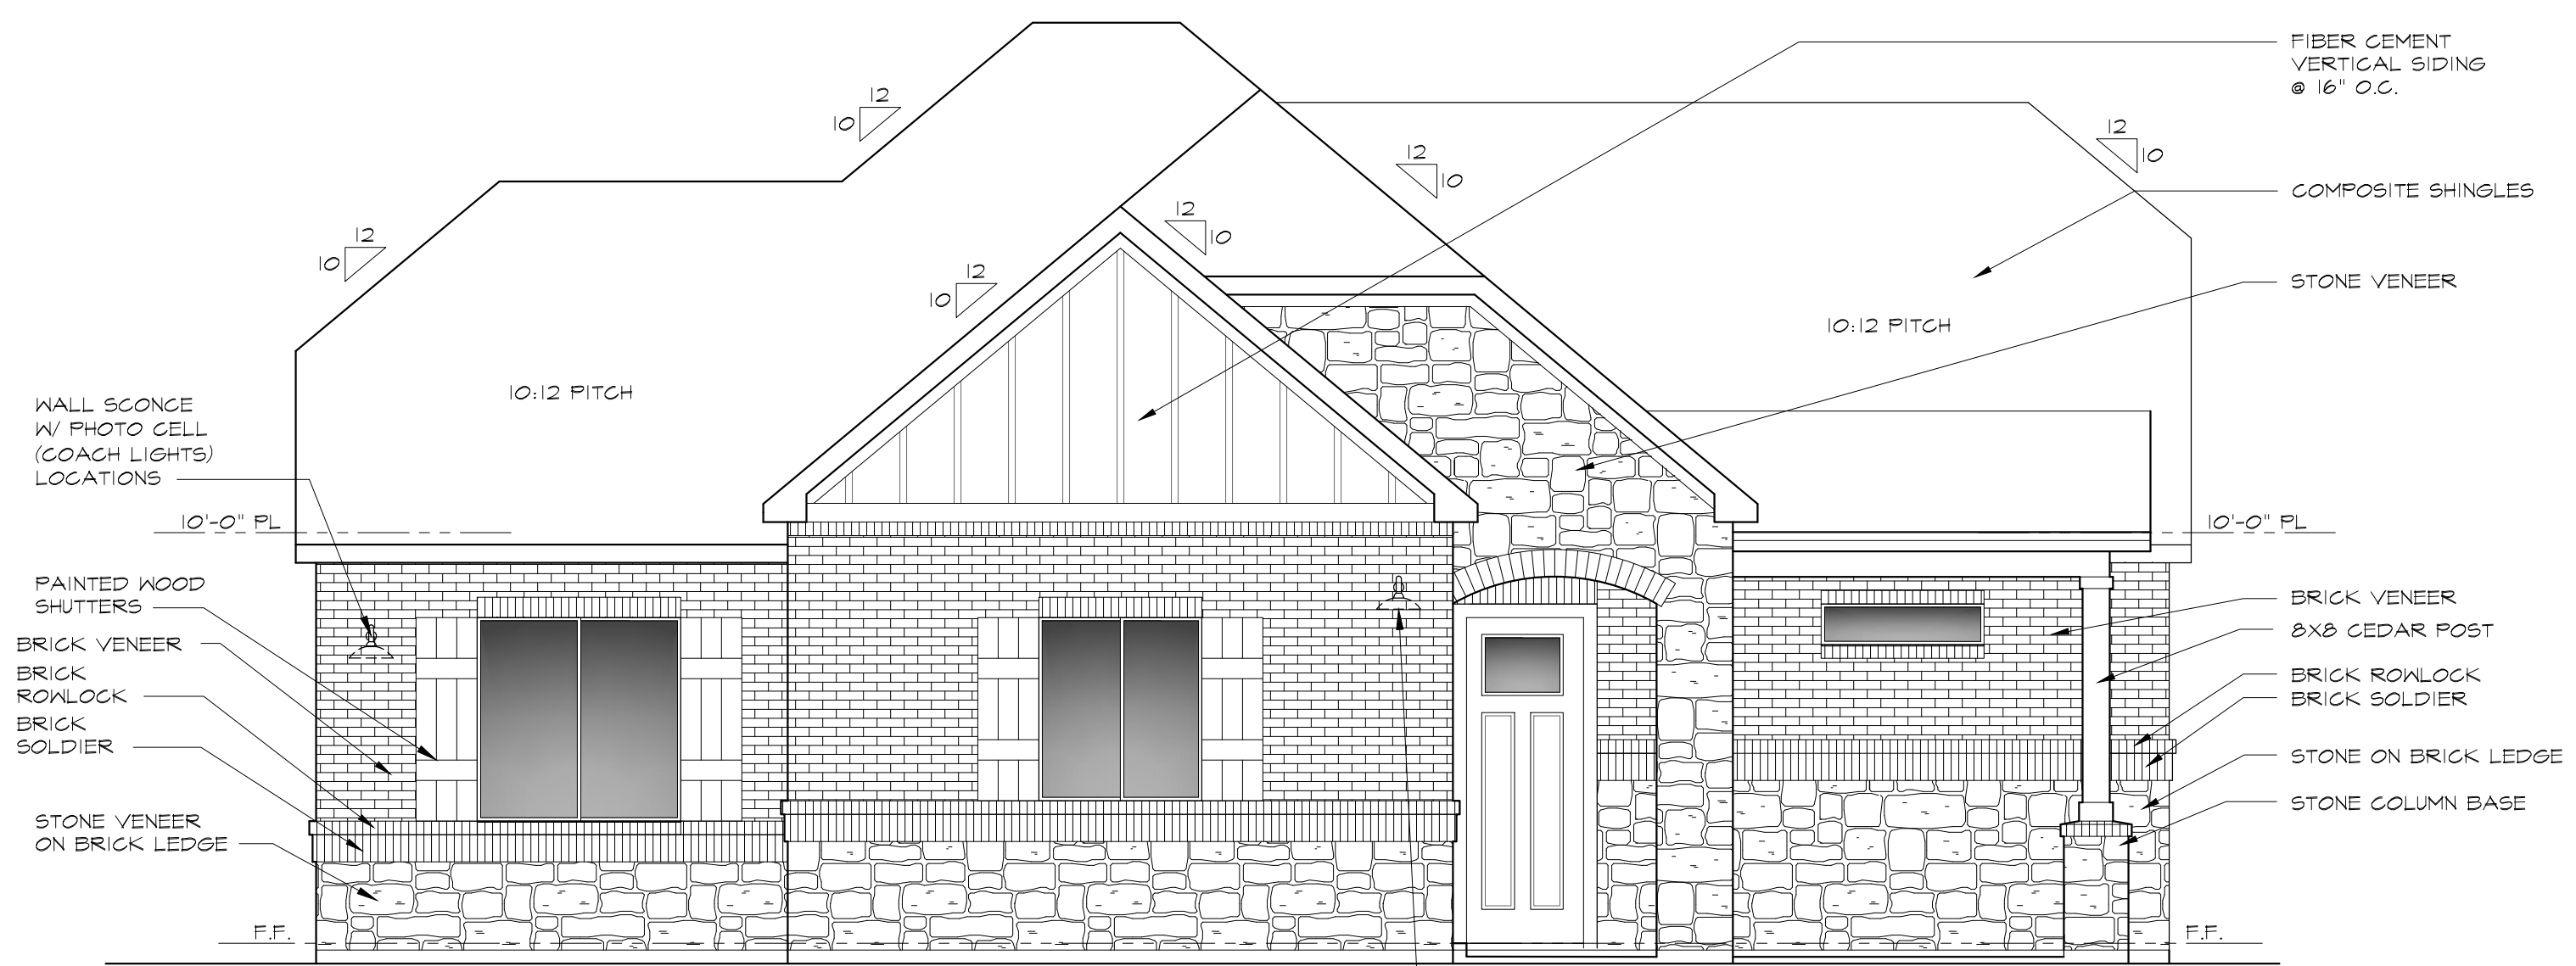 FIBER CEMENT
VERTICAL SIDING
@ 16" O.C.
12
10
12
10
12
10
COMPOSITE SHINGLES
12
10
12
10
12
10
STONE VENEER
10:12 PITCH
10:12 PITCH
WALL SCONCE
W/ PHOTO CELL
(COACH LIGHTS)
LOCATIONS
10'-0" PL
10'-0" PL
PAINTED WOOD
SHUTTERS
BRICK VENEER
BRICK
ROWLOCK
BRICK
SOLDIER
STONE VENEER
ON BRICK LEDGE
F.F.
BRICK VENEER
8X8 CEDAR POST
BRICK ROWLOCK
BRICK SOLDIER
STONE ON BRICK LEDGE
STONE COLUMN BASE
F.F.